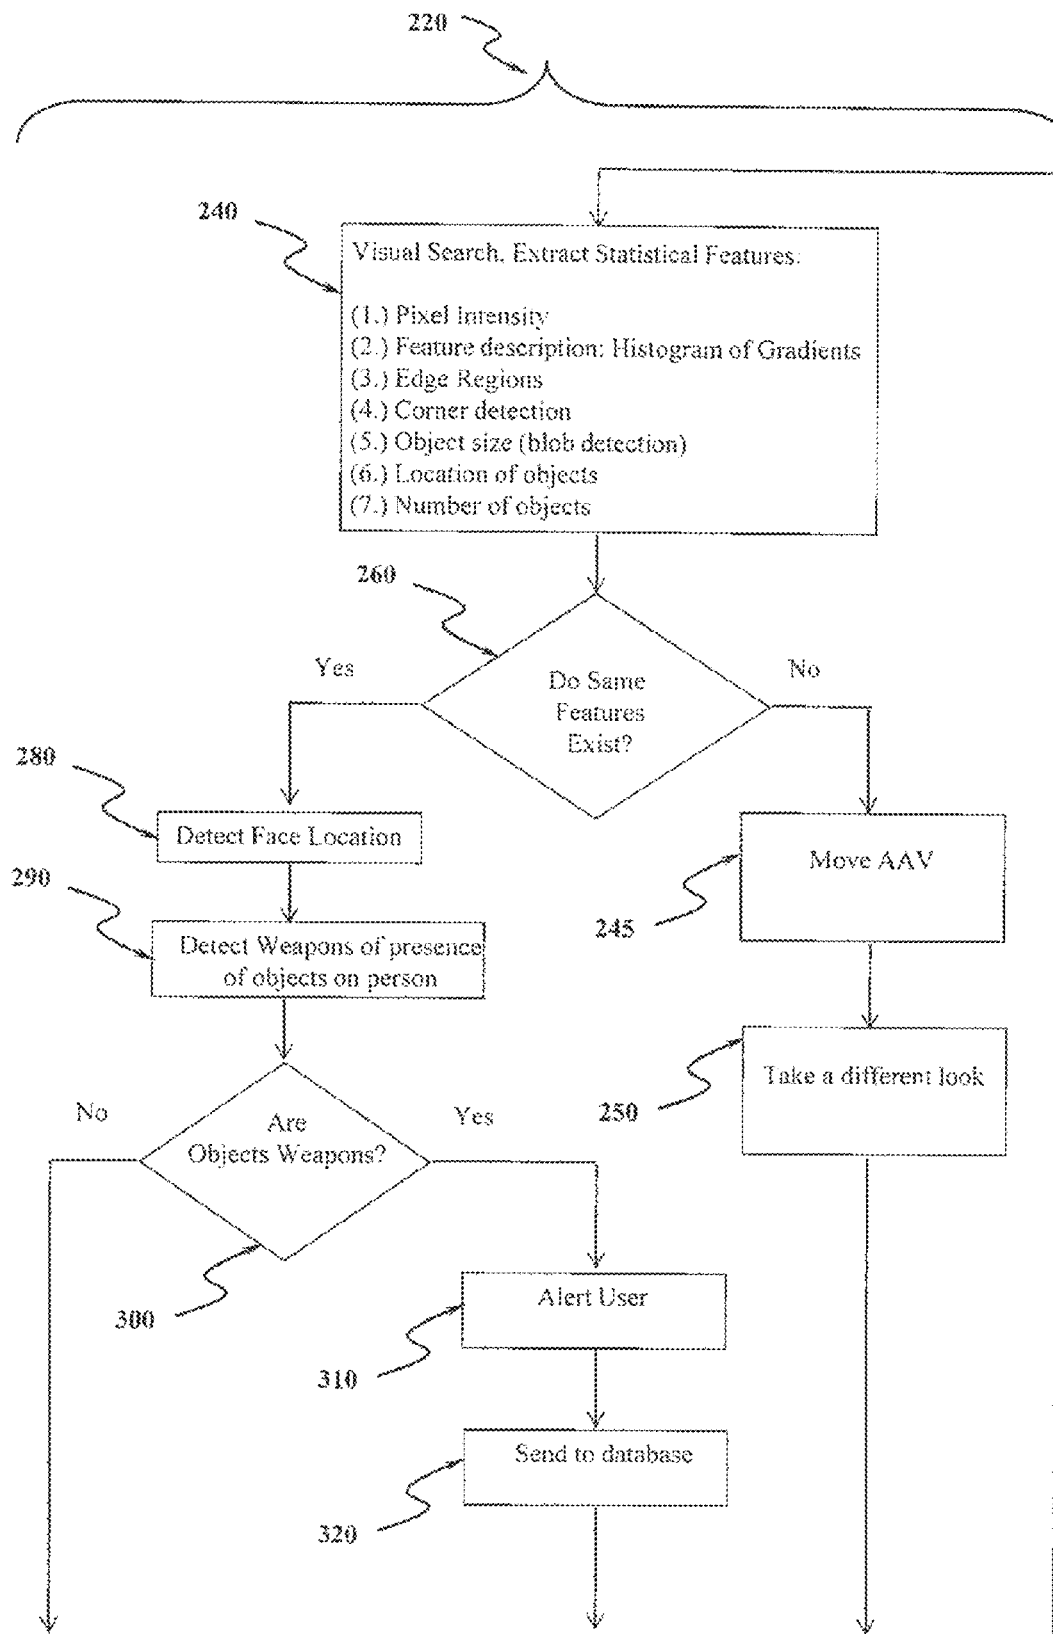 220
240
Visual Search, Extract Statistical Features:
(1.) Pixel Intensity
(2.) Feature description: Histogram of Gradients
(3.) Edge Regions
(4.) Corner detection
(5.) Object size (blob detection)
(6.) Location of objects
(7.) Number of objects
260
Yes
No
Do Same
Features
Exist?
280
Detect Face Location
Move AAV
290
245
Detect Weapons of presence
of objects on person
Take a different look
250
No
Yes
Are
Objects Weapons?
300
Alert User
310
Send to database
320